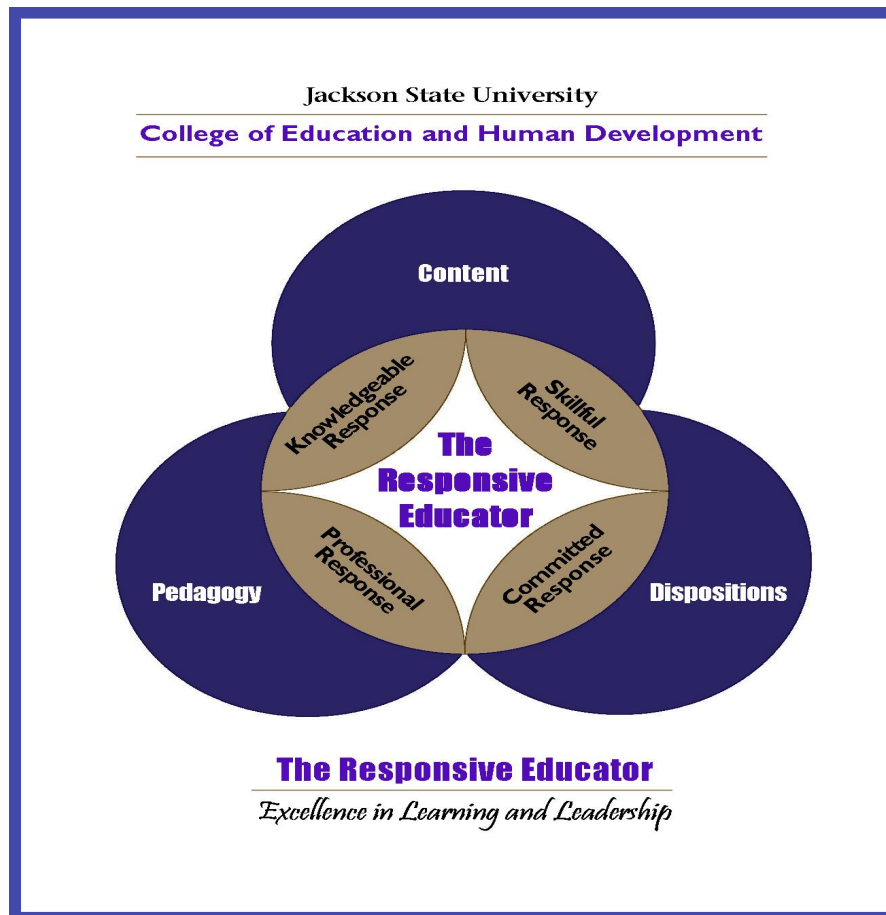 Jackson State University
College of Education and Human Development
Content
Knowledgeable
Response
Skillful
Response
The
Responsive
Educator
Professional
Response
Committed
Response
Pedagogy
Dispositions
The Responsive Educator
Excellence in Learning and Leadership